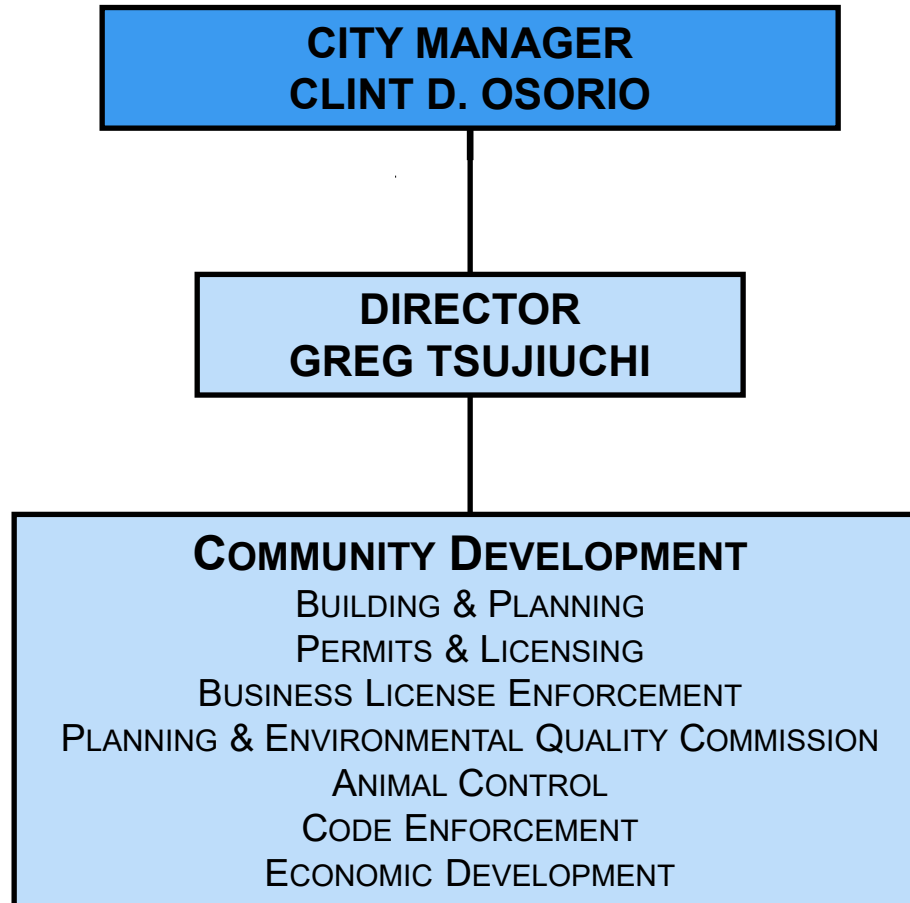 CITY MANAGER
CLINT D. OSORIO
DIRECTOR
GREG TSUJIUCHI
COMMUNITY DEVELOPMENT
BUILDING & PLANNING
PERMITS & LICENSING
BUSINESS LICENSE ENFORCEMENT
PLANNING & ENVIRONMENTAL QUALITY COMMISSION
ANIMAL CONTROL
CODE ENFORCEMENT
ECONOMIC DEVELOPMENT